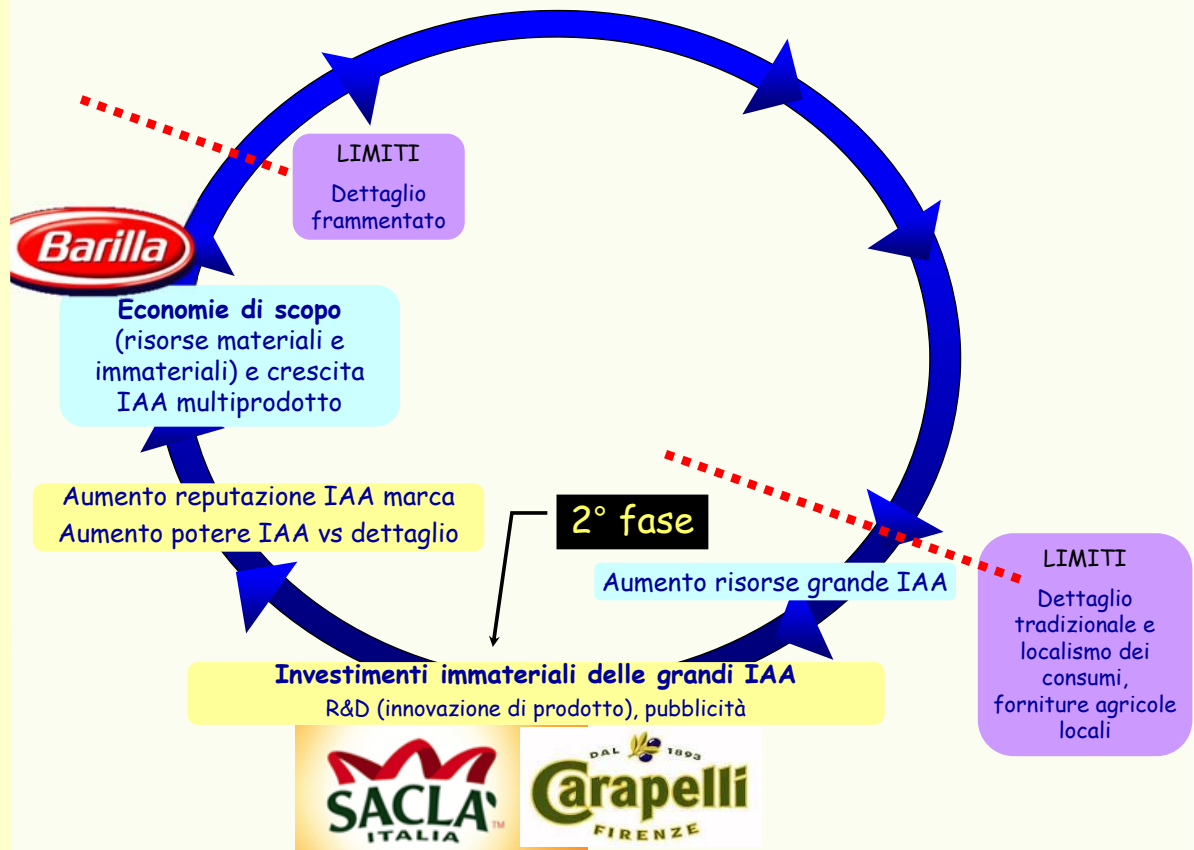 LIMITI
Dettaglio
frammentato
Barilla
Economie di scopo
(risorse materiali e
immateriali) e crescita
IAA multiprodotto
Aumento reputazione IAA marca
Aumento potere IAA vs dettaglio
2° fase
Aumento risorse grande IAA
LIMITI
Dettaglio
tradizionale e
localismo dei
consumi,
forniture agricole
locali
Investimenti immateriali delle grandi IAA
R&D (innovazione di prodotto), pubblicità
SACLA'
TM
ITALIA
DAL 1893
Carapelli
FIRENZE